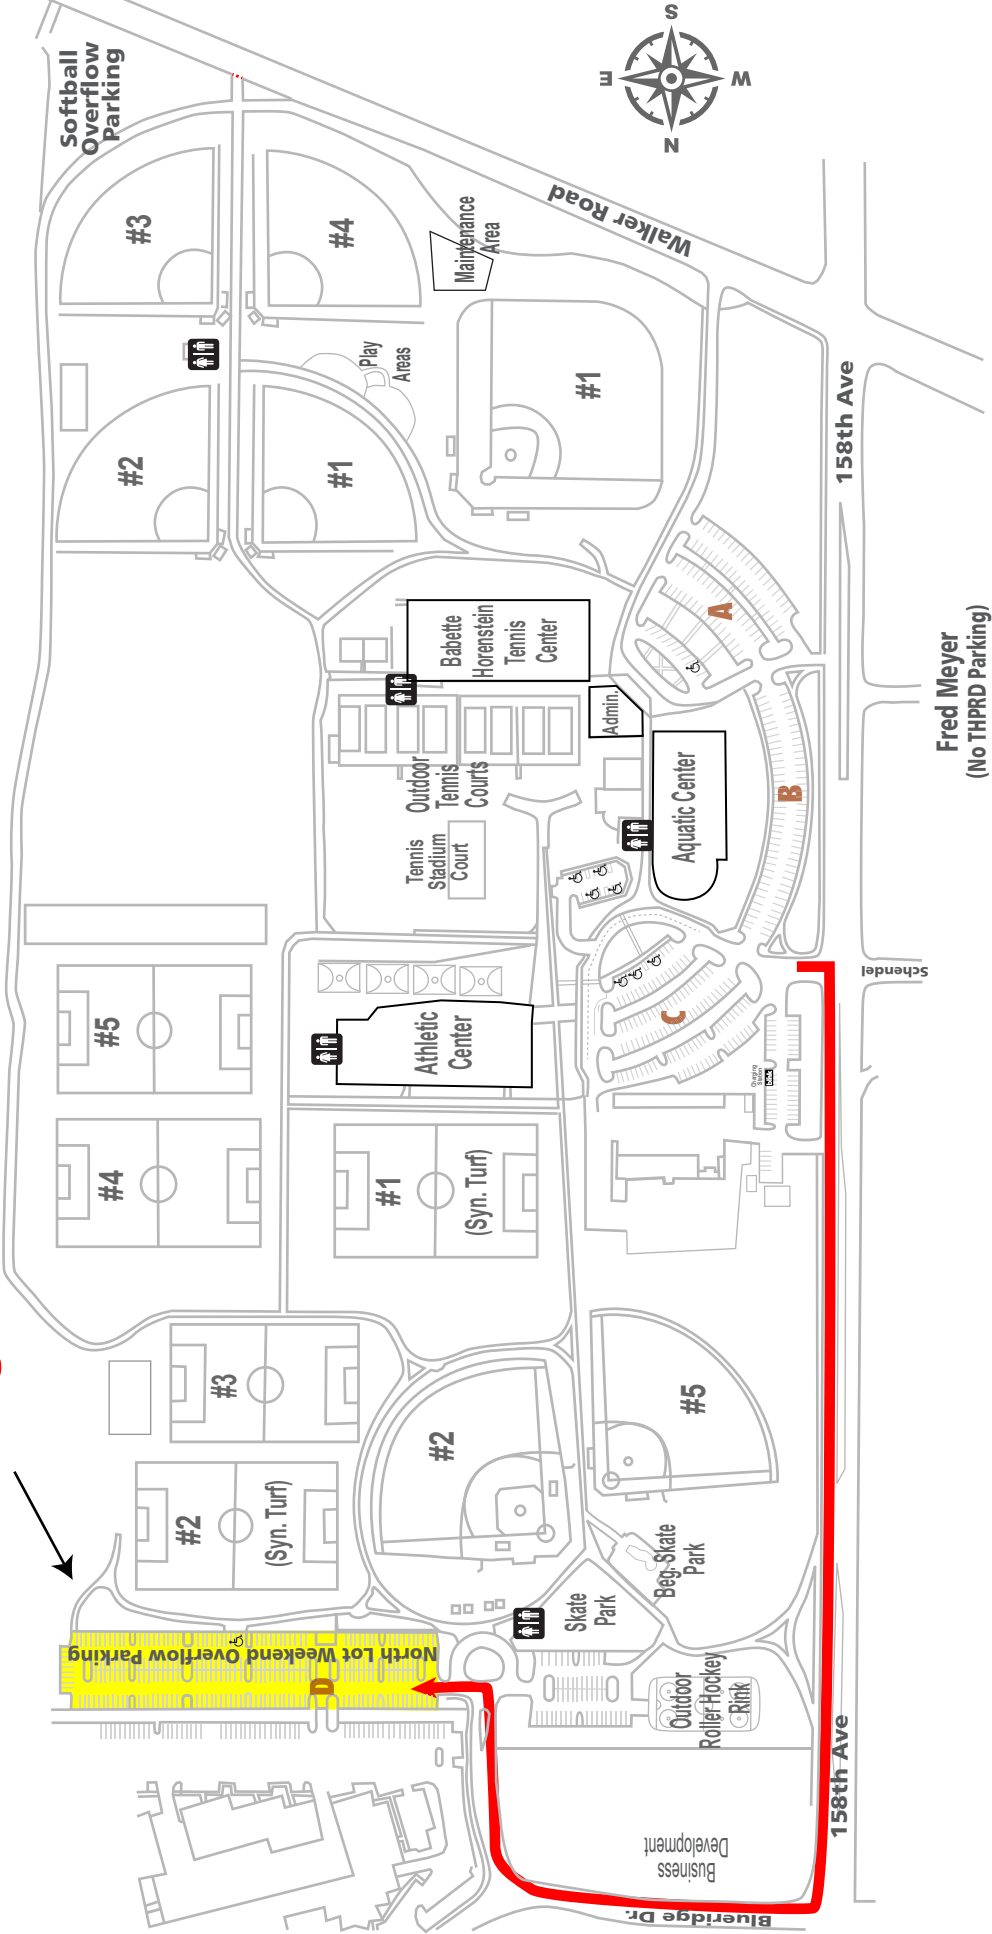 Softball
Overflow
Parking
S
E
W
N
#3
#4
Maintenance
Area
Walker Road
Play
Areas
#1
#2
#1
158th Ave
Babette
Horenstein
Tennis
Center
A
Admin.
Fred Meyer
(No THPRD Parking)
Outdoor
Tennis
Courts
B
Aquatic Center
Tennis
Stadium
Court
Schendel
#5
Athletic
Center
C
Charging
Station
#4
#1
(Syn. Turf)
#3
#2
#5
#2
(Syn. Turf)
Beg. Skate
Park
Skate
Park
North Lot Weekend Overflow Parking
D
Outdoor
Roller Hockey
Rink
158th Ave
Business
Development
Blueridge Dr.